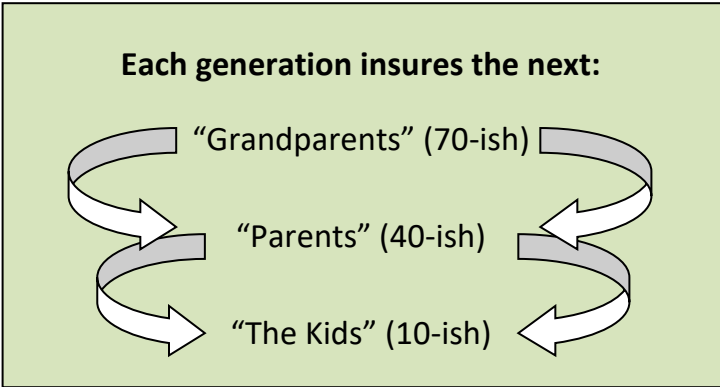 Each generation insures the next:
“Grandparents” (70-ish)
“Parents” (40-ish)
“The Kids” (10-ish)